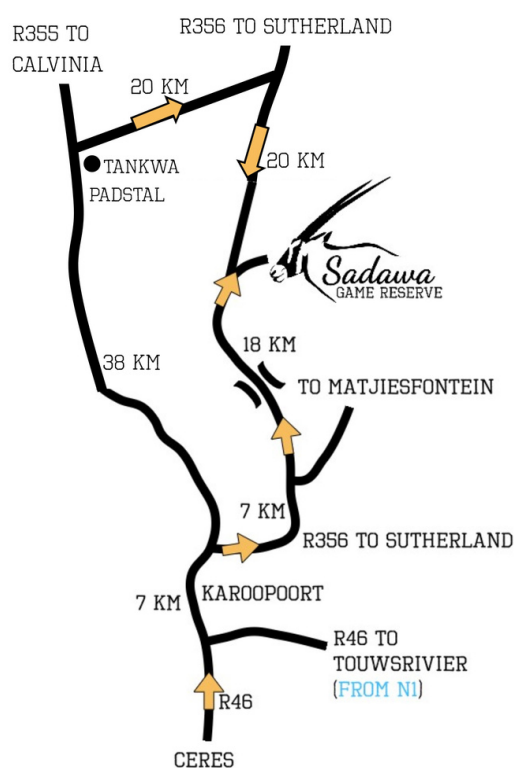 R355 TO
CALVINIA
R356 TO SUTHERLAND
20 KM
TANKWA
PADSTAL
20 KM
Sadawa
GAME RESERVE
18 KM
38 KM
TO MATJIESFONTEIN
7 KM
R356 TO SUTHERLAND
KAROOPOORT
7 KM
R46 TO
TOUWSRIVIER
(FROM N1)
R46
CERES